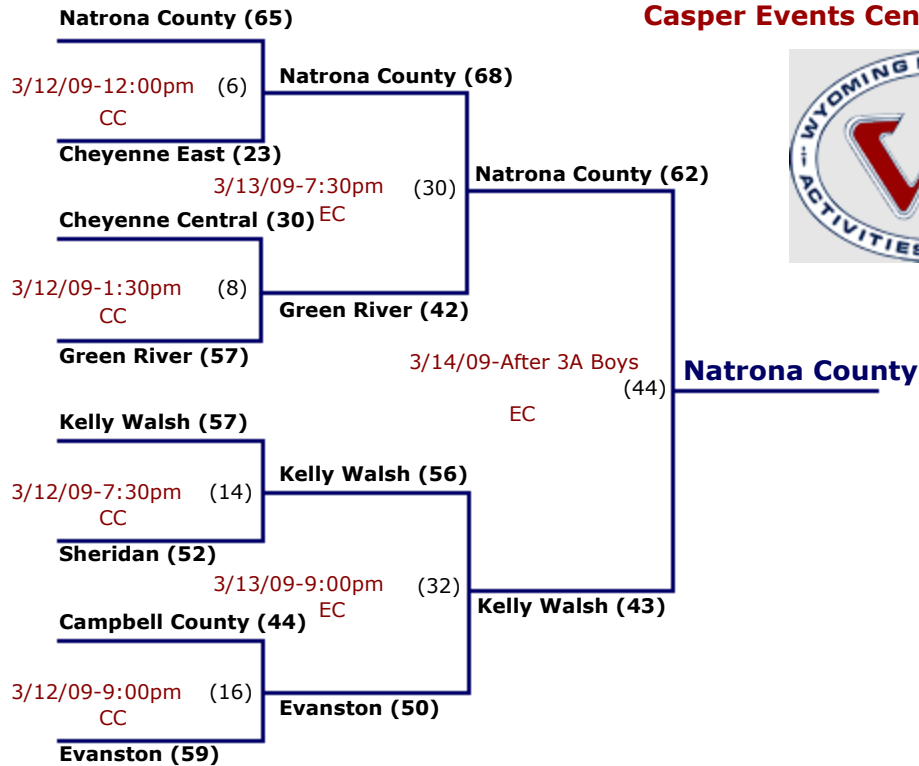 Natrona County (65)
Casper Events Cen
3/12/09-12:00pm (6)
CC
Natrona County (68)
Cheyenne East (23)
3/13/09-7:30pm (30)
EC
Natrona County (62)
Cheyenne Central (30)
3/12/09-1:30pm (8)
CC
Green River (42)
Green River (57)
3/14/09-After 3A Boys
(44)
EC
Natrona County
Kelly Walsh (57)
3/12/09-7:30pm (14)
CC
Kelly Walsh (56)
Sheridan (52)
3/13/09-9:00pm (32)
EC
Kelly Walsh (43)
Campbell County (44)
3/12/09-9:00pm (16)
CC
Evanston (50)
Evanston (59)
WYOMING
ACTIVITIES